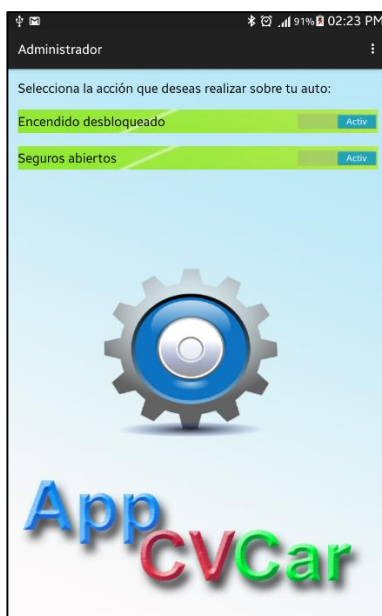 91% 02:23 PM
Administrador
Selecciona la acción que deseas realizar sobre tu auto:
Encendido desbloqueado Activ
Seguros abiertos Activ
App
CVCar